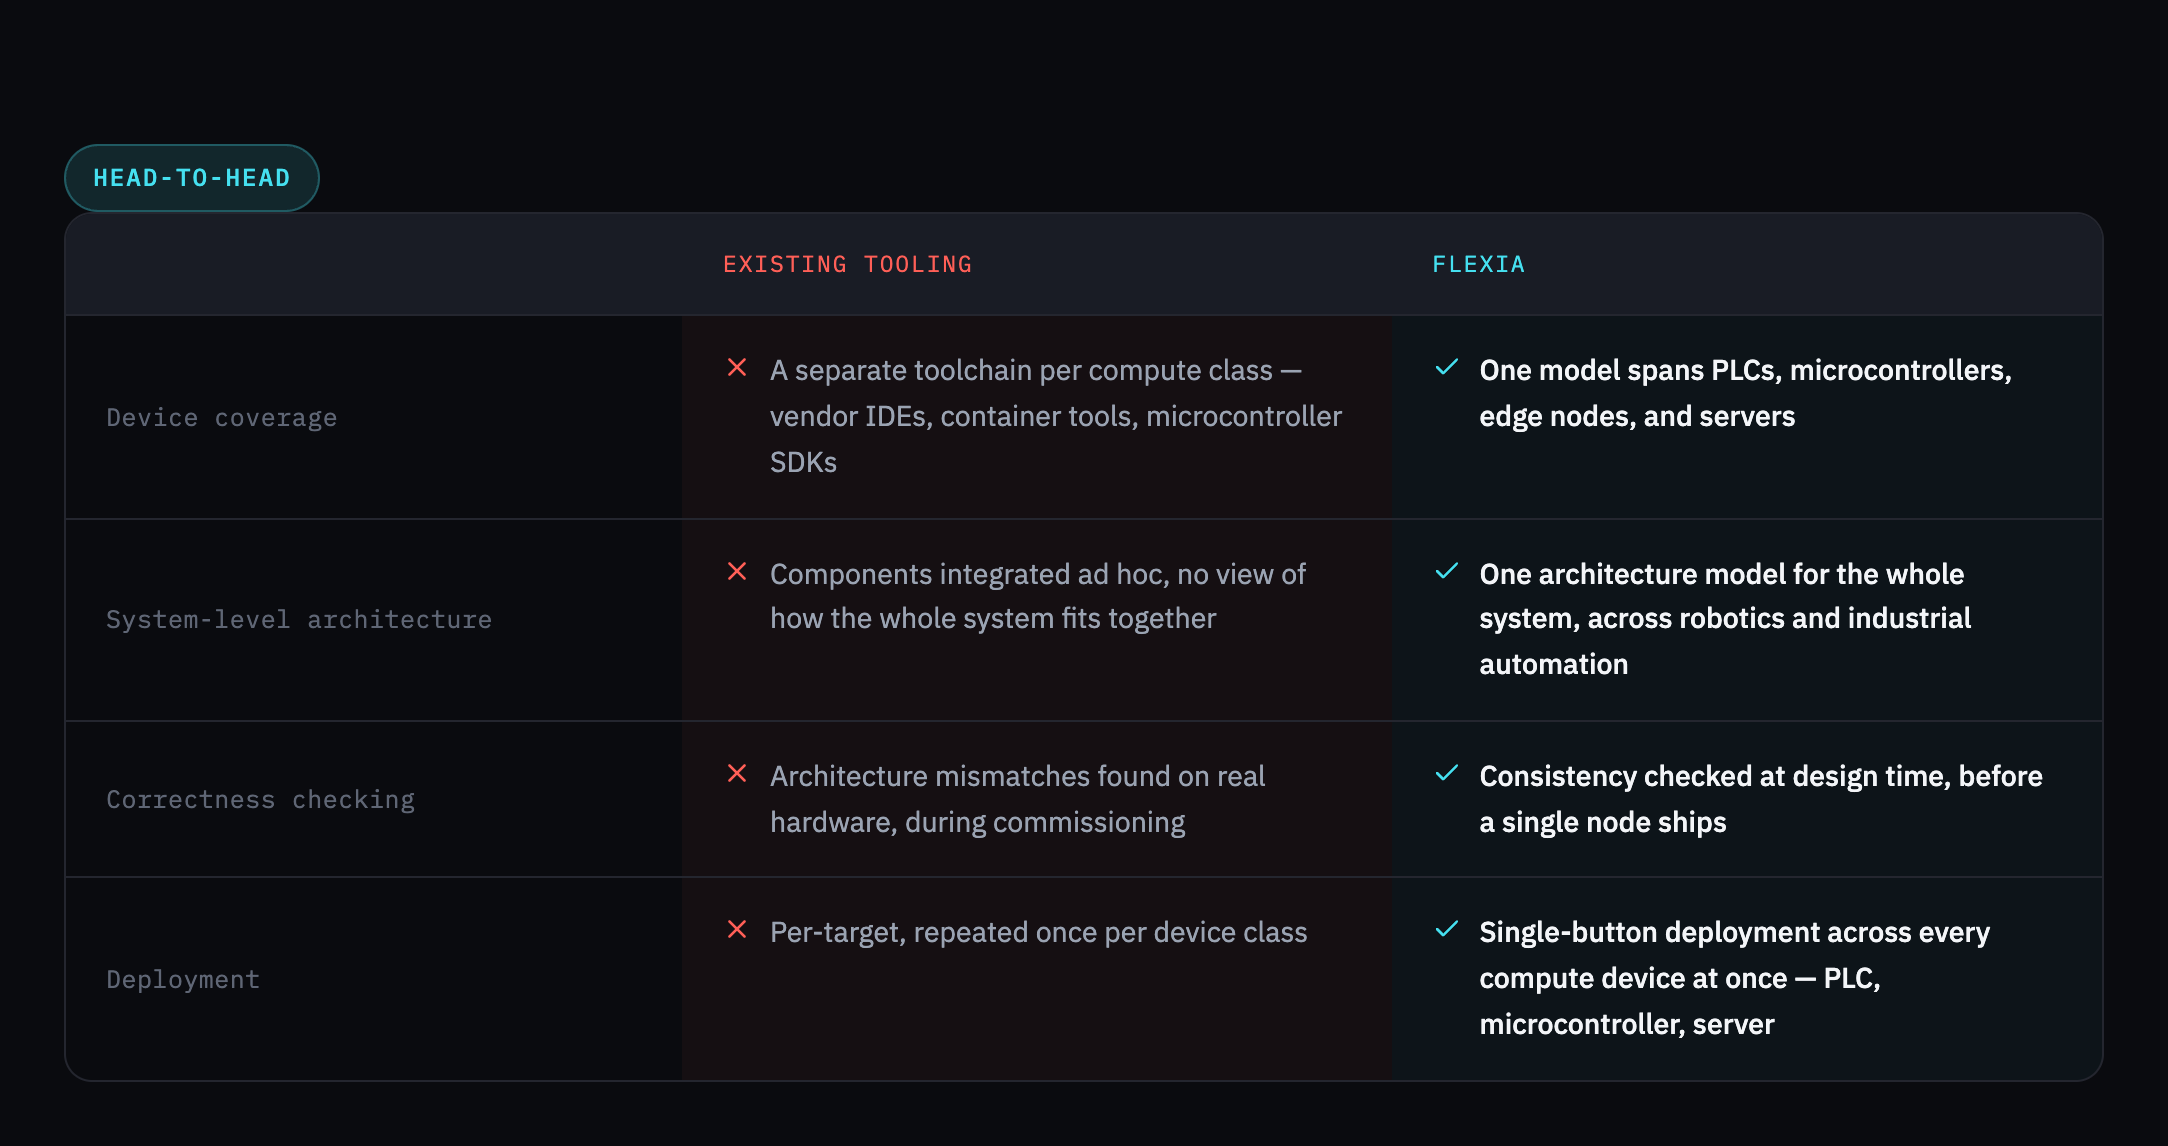 HEAD-TO-HEAD
EXISTING TOOLING
FLEXIA
Device coverage
A separate toolchain per compute class —
vendor IDEs, container tools, microcontroller
SDKs
One model spans PLCs, microcontrollers,
edge nodes, and servers
System-level architecture
Components integrated ad hoc, no view of
how the whole system fits together
One architecture model for the whole
system, across robotics and industrial
automation
Correctness checking
Architecture mismatches found on real
hardware, during commissioning
Consistency checked at design time, before
a single node ships
Deployment
Per-target, repeated once per device class
Single-button deployment across every
compute device at once — PLC,
microcontroller, server